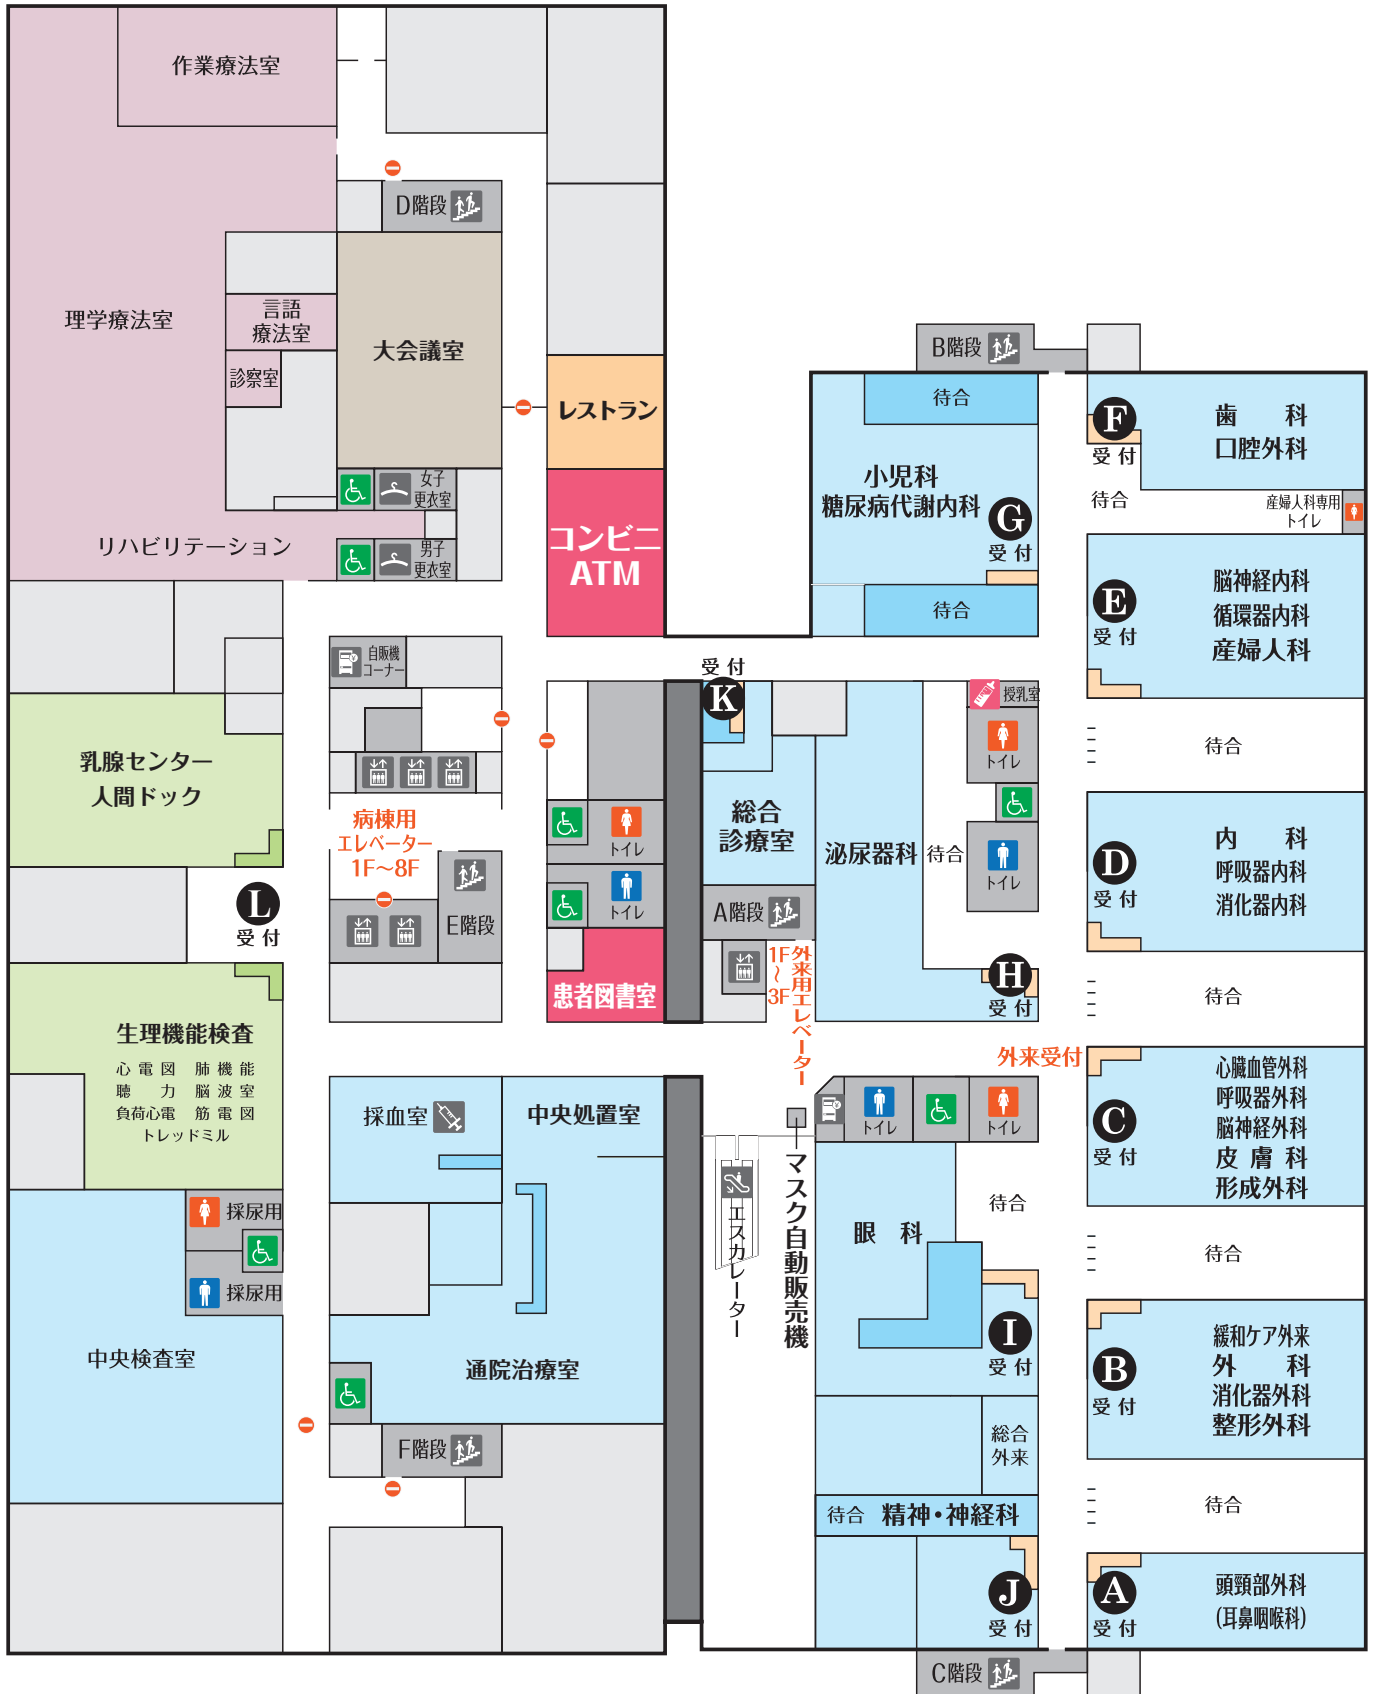 作業療法室
D階段
理学療法室
言語
療法室
診察室
大会議室
レストラン
女子
更衣室
コンビニ
ATM
リハビリテーション
男子
更衣室
自販機
コーナー
乳腺センター
人間ドック
病棟用
エレベーター
1F〜8F
L
受付
E階段
トイレ
トイレ
患者図書室
生理機能検査
心電図 肺機能
聴力 脳波室
負荷心電 筋電図
トレッドミル
採血室
中央処置室
採尿用
採尿用
中央検査室
通院治療室
F階段
B階段
待合
小児科
糖尿病代謝内科
G
受付
待合
F
受付
歯科
口腔外科
待合
産婦人科専用
トイレ
E
受付
脳神経内科
循環器内科
産婦人科
待合
受付
K
総合
診療室
泌尿器科
待合
授乳室
トイレ
トイレ
A階段
外来用エレベーター
1F〜3F
H
受付
D
受付
内科
呼吸器内科
消化器内科
待合
外来受付
C
受付
心臓血管外科
呼吸器外科
脳神経外科
皮膚科
形成外科
待合
トイレ
トイレ
マスク自動販売機
エスカレーター
待合
眼科
I
受付
B
受付
緩和ケア外来
外科
消化器外科
整形外科
待合
総合
外来
待合 精神・神経科
J
受付
A
受付
頭頸部外科
(耳鼻咽喉科)
C階段